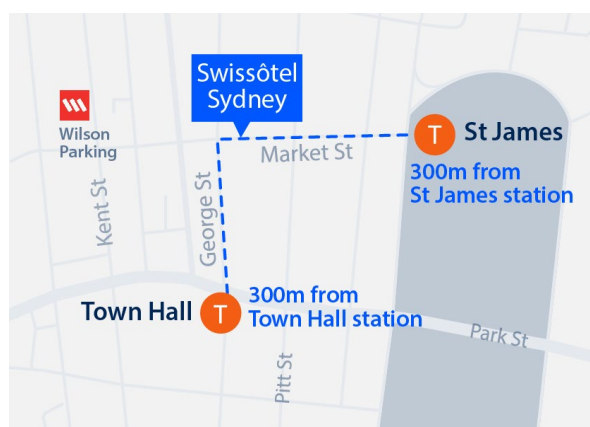 Swissôtel
Sydney
Wilson
Parking
T
St James
Market St
300m from
St James station
Kent St
George St
Town Hall
T
300m from
Town Hall station
Park St
Pitt St